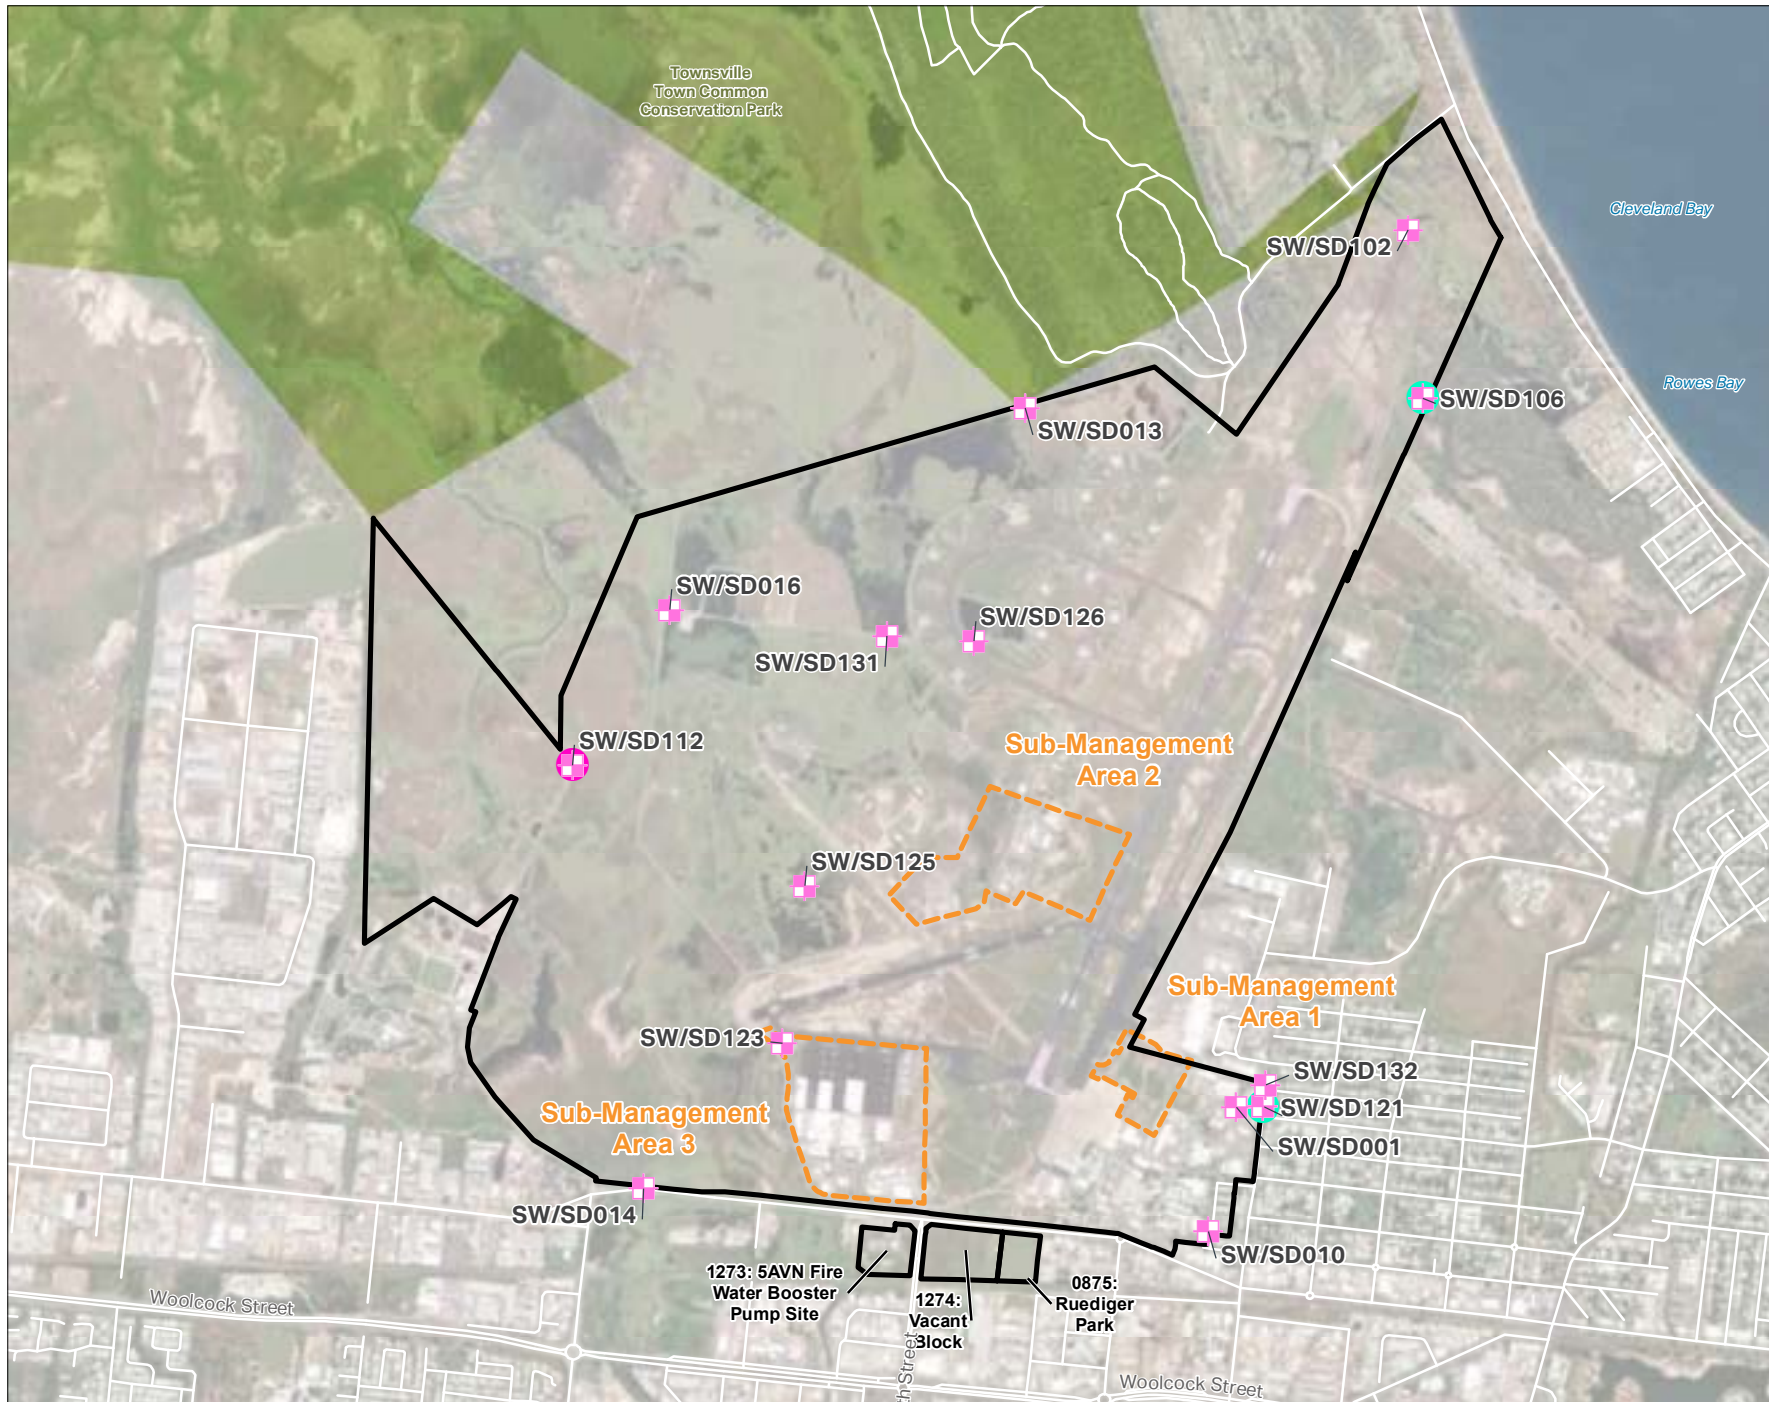 Townsville
Town Common
Conservation Park
Cleveland Bay
SW/SD102
Rowes Bay
SW/SD106
SW/SD013
SW/SD016
SW/SD126
SW/SD131
SW/SD112
Sub-Management
Area 2
SW/SD125
Sub-Management
Area 1
SW/SD123
SW/SD132
SW/SD121
Sub-Management
Area 3
SW/SD001
SW/SD014
SW/SD010
1273: 5AVN Fire
Water Booster
Pump Site
1274:
Vacant
Block
0875:
Ruediger
Park
Woolcock Street
Street
Woolcock Street